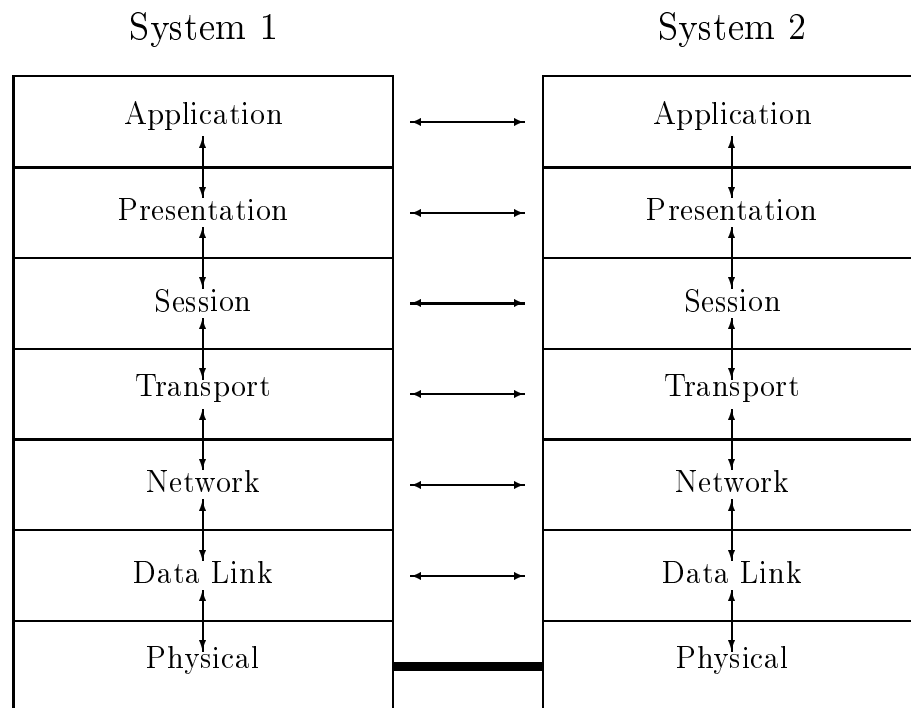 System 1 System 2
Application Application
Presentation Presentation
Session Session
Transport Transport
Network Network
Data Link Data Link
Physical Physical